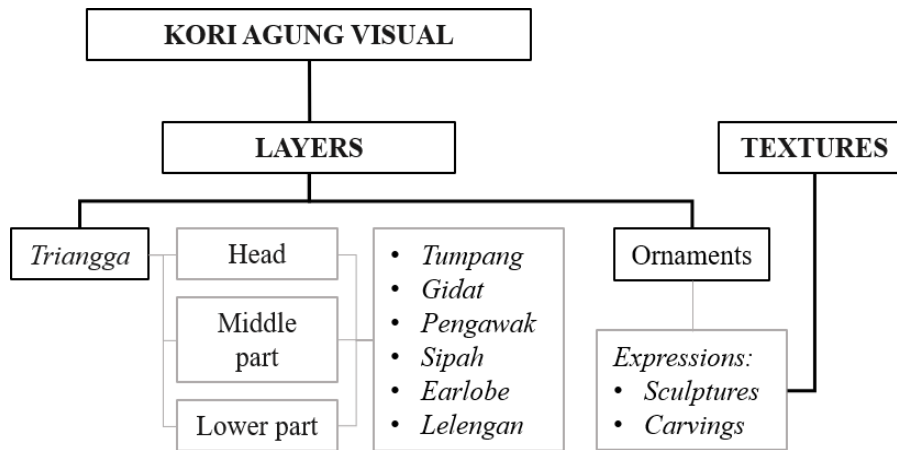 KORI AGUNG VISUAL
LAYERS
TEXTURES
Triangga
Head
Middle
part
Lower part
• Tumpang
• Gidat
• Pengawak
• Sipah
• Earlobe
• Lelengan
Ornaments
Expressions:
• Sculptures
• Carvings